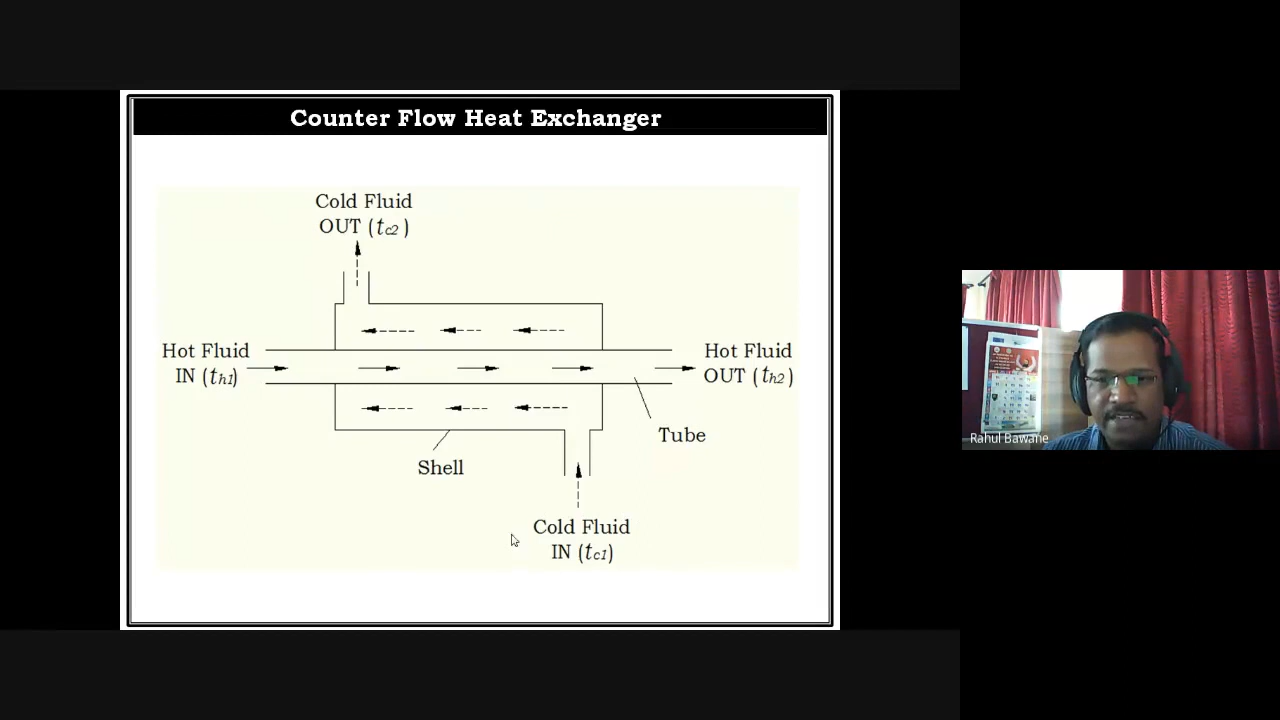 Counter Flow Heat Exchanger
Cold Fluid
OUT (tc2)
Hot Fluid
IN (th1)
Hot Fluid
OUT (th2)
Tube
Shell
Cold Fluid
IN (tc1)
Rahul Bawane